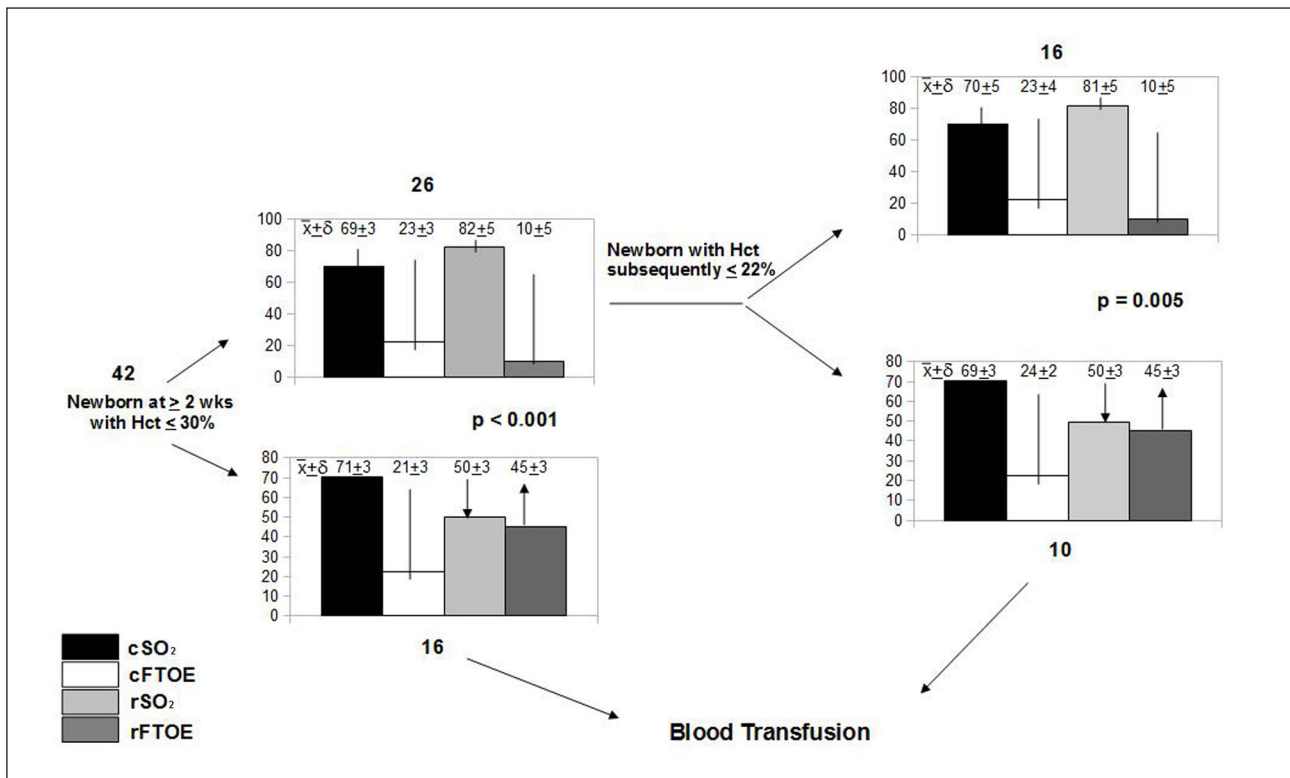 16
100
80
60
40
20
0
x̄±δ 70±5 23±4 81±5 10±5
26
100
80
60
40
20
0
x̄±δ 69±3 23±3 82±5 10±5
Newborn with Hct
subsequently ≤ 22%
p = 0.005
42
Newborn at ≥ 2 wks
with Hct ≤ 30%
p < 0.001
80
70
60
50
40
30
20
10
0
x̄±δ 69±3 24±2 50±3 45±3
10
80
70
60
50
40
30
20
10
0
x̄±δ 71±3 21±3 50±3 45±3
16
cSO₂
cFTOE
rSO₂
rFTOE
Blood Transfusion